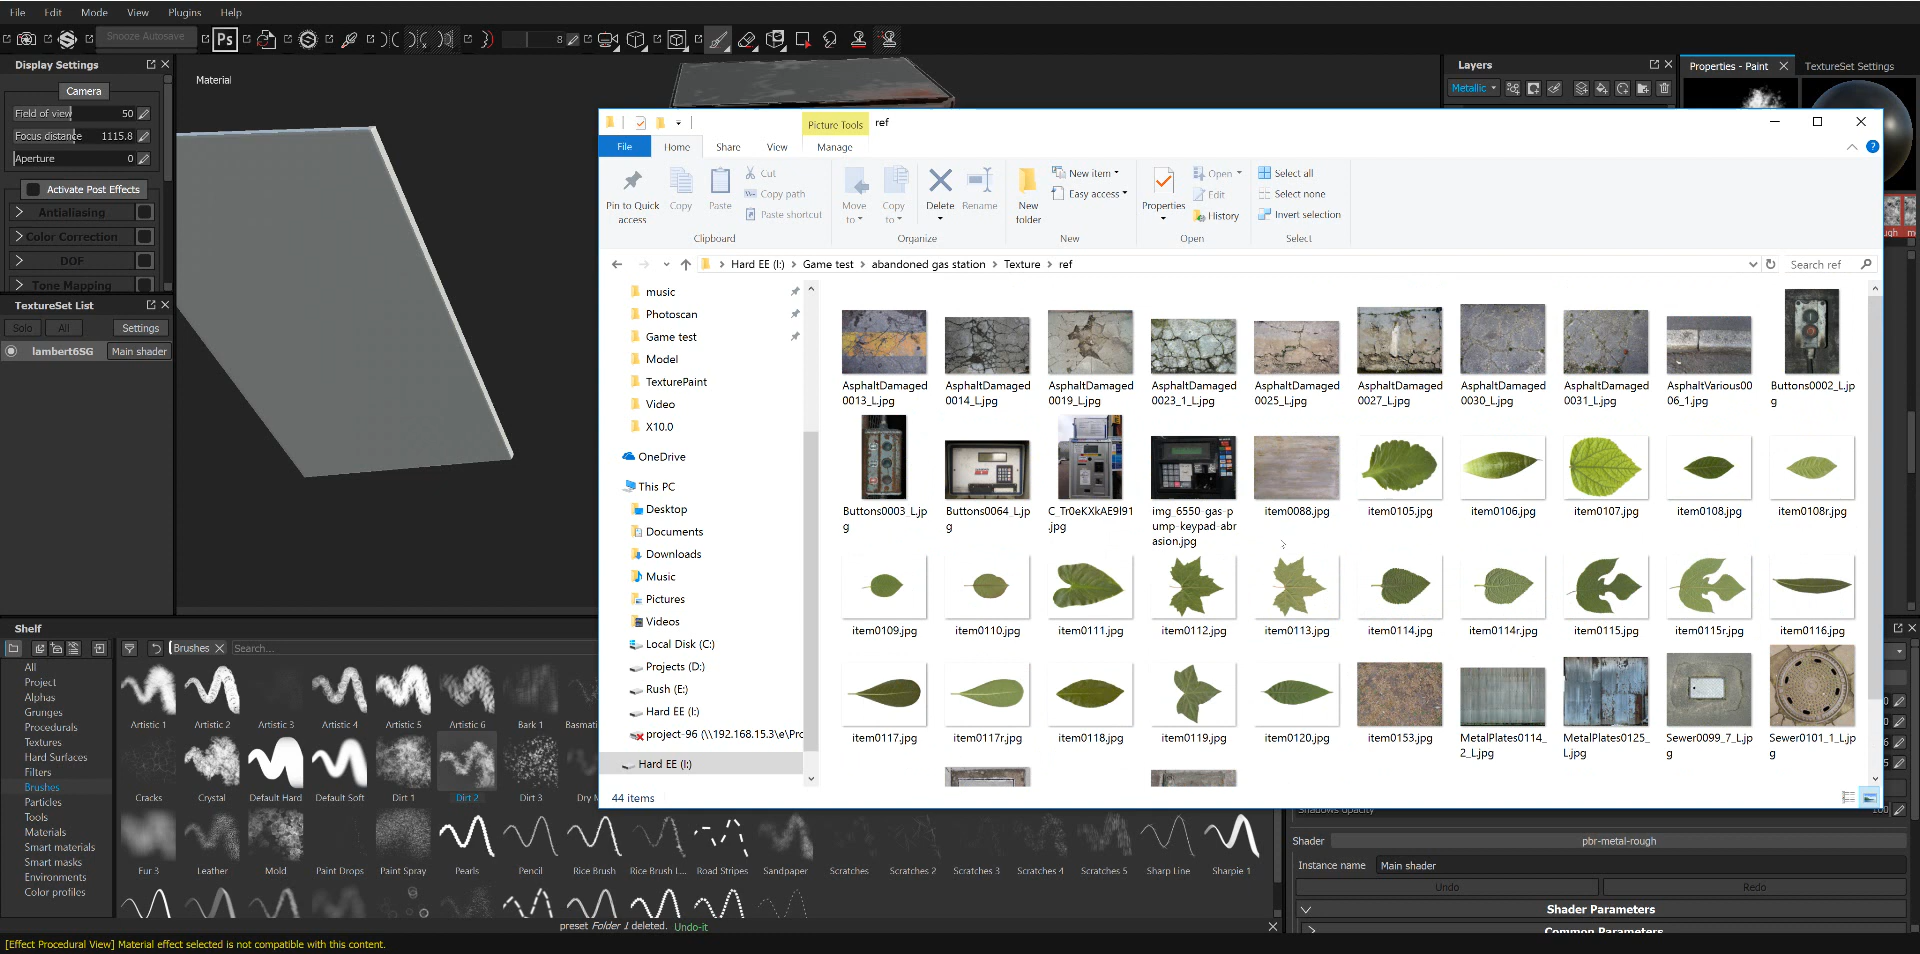 File Edit Mode View Plugins Help
Snooze Autosave Ps 8
Display Settings
Material
Layers
Properties - Paint
TextureSet Settings
Camera
Metallic
Field of view 50
Focus distance 1115.8
Aperture 0
Activate Post Effects
Antialiasing
Color Correction
DOF
Tone Mapping
TextureSet List
Solo All Settings
lambert6SG Main shader
Picture Tools ref
File Home Share View Manage
Pin to Quick access
Copy
Paste
Cut
Copy path
Paste shortcut
Clipboard
Move to
Copy to
Delete
Rename
Organize
New folder
New item
Easy access
New
Properties
Open
Edit
History
Open
Select all
Select none
Invert selection
Select
Hard EE (I:) Game test abandoned gas station Texture ref
Search ref
music
Photoscan
Game test
Model
TexturePaint
Video
X10.0
OneDrive
This PC
Desktop
Documents
Downloads
Music
Pictures
Videos
Local Disk (C:)
Projects (D:)
Rush (E:)
Hard EE (I:)
project-96 (\\192.168.15.3\e\Prc
Hard EE (I:)
44 items
AsphaltDamaged0013_L.jpg
AsphaltDamaged0014_L.jpg
AsphaltDamaged0019_L.jpg
AsphaltDamaged0023_1_L.jpg
AsphaltDamaged0025_L.jpg
AsphaltDamaged0027_L.jpg
AsphaltDamaged0030_L.jpg
AsphaltDamaged0031_L.jpg
AsphaltVarious0006_1.jpg
Buttons0002_L.jpg
Buttons0003_L.jpg
Buttons0064_L.jpg
C_Tr0eKXkAE9I91.jpg
img_6550-gas-pump-keypad-abrasion.jpg
item0088.jpg
item0105.jpg
item0106.jpg
item0107.jpg
item0108.jpg
item0108r.jpg
item0109.jpg
item0110.jpg
item0111.jpg
item0112.jpg
item0113.jpg
item0114.jpg
item0114r.jpg
item0115.jpg
item0115r.jpg
item0116.jpg
item0117.jpg
item0117r.jpg
item0118.jpg
item0119.jpg
item0120.jpg
item0153.jpg
MetalPlates0114_2_L.jpg
MetalPlates0125_L.jpg
Sewer0099_7_L.jpg
Sewer0101_1_L.jpg
Shelf
Brushes Search...
All
Project
Alphas
Grunges
Procedurals
Textures
Hard Surfaces
Filters
Brushes
Particles
Tools
Materials
Smart materials
Smart masks
Environments
Color profiles
Artistic 1 Artistic 2 Artistic 3 Artistic 4 Artistic 5 Artistic 6 Bark 1 Basmati
Cracks Crystal Default Hard Default Soft Dirt 1 Dirt 2 Dirt 3 Dry M
Fur 3 Leather Mold Paint Drops Paint Spray Pearls Pencil Rice Brush Rice Brush L... Road Stripes Sandpaper Scratches Scratches 2 Scratches 3 Scratches 4 Scratches 5 Sharp Line Sharpie 1
preset Folder 1 deleted. Undo-it
Shadows opacity 100
Shader pbr-metal-rough
Instance name Main shader
Undo Redo
Shader Parameters
Common Parameters
[Effect Procedural View] Material effect selected is not compatible with this content.